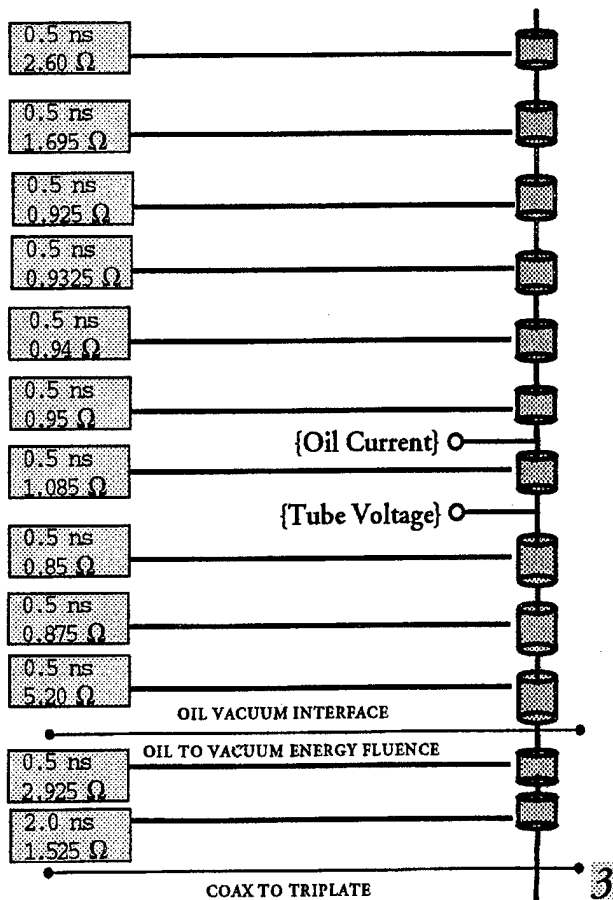 0.5 ns
2.60 Ω
0.5 ns
1.695 Ω
0.5 ns
0.925 Ω
0.5 ns
0.9325 Ω
0.5 ns
0.94 Ω
0.5 ns
0.95 Ω
{Oil Current}
0.5 ns
1.085 Ω
{Tube Voltage}
0.5 ns
0.85 Ω
0.5 ns
0.875 Ω
0.5 ns
5.20 Ω
OIL VACUUM INTERFACE
OIL TO VACUUM ENERGY FLUENCE
0.5 ns
2.925 Ω
2.0 ns
1.525 Ω
COAX TO TRIPLATE
3